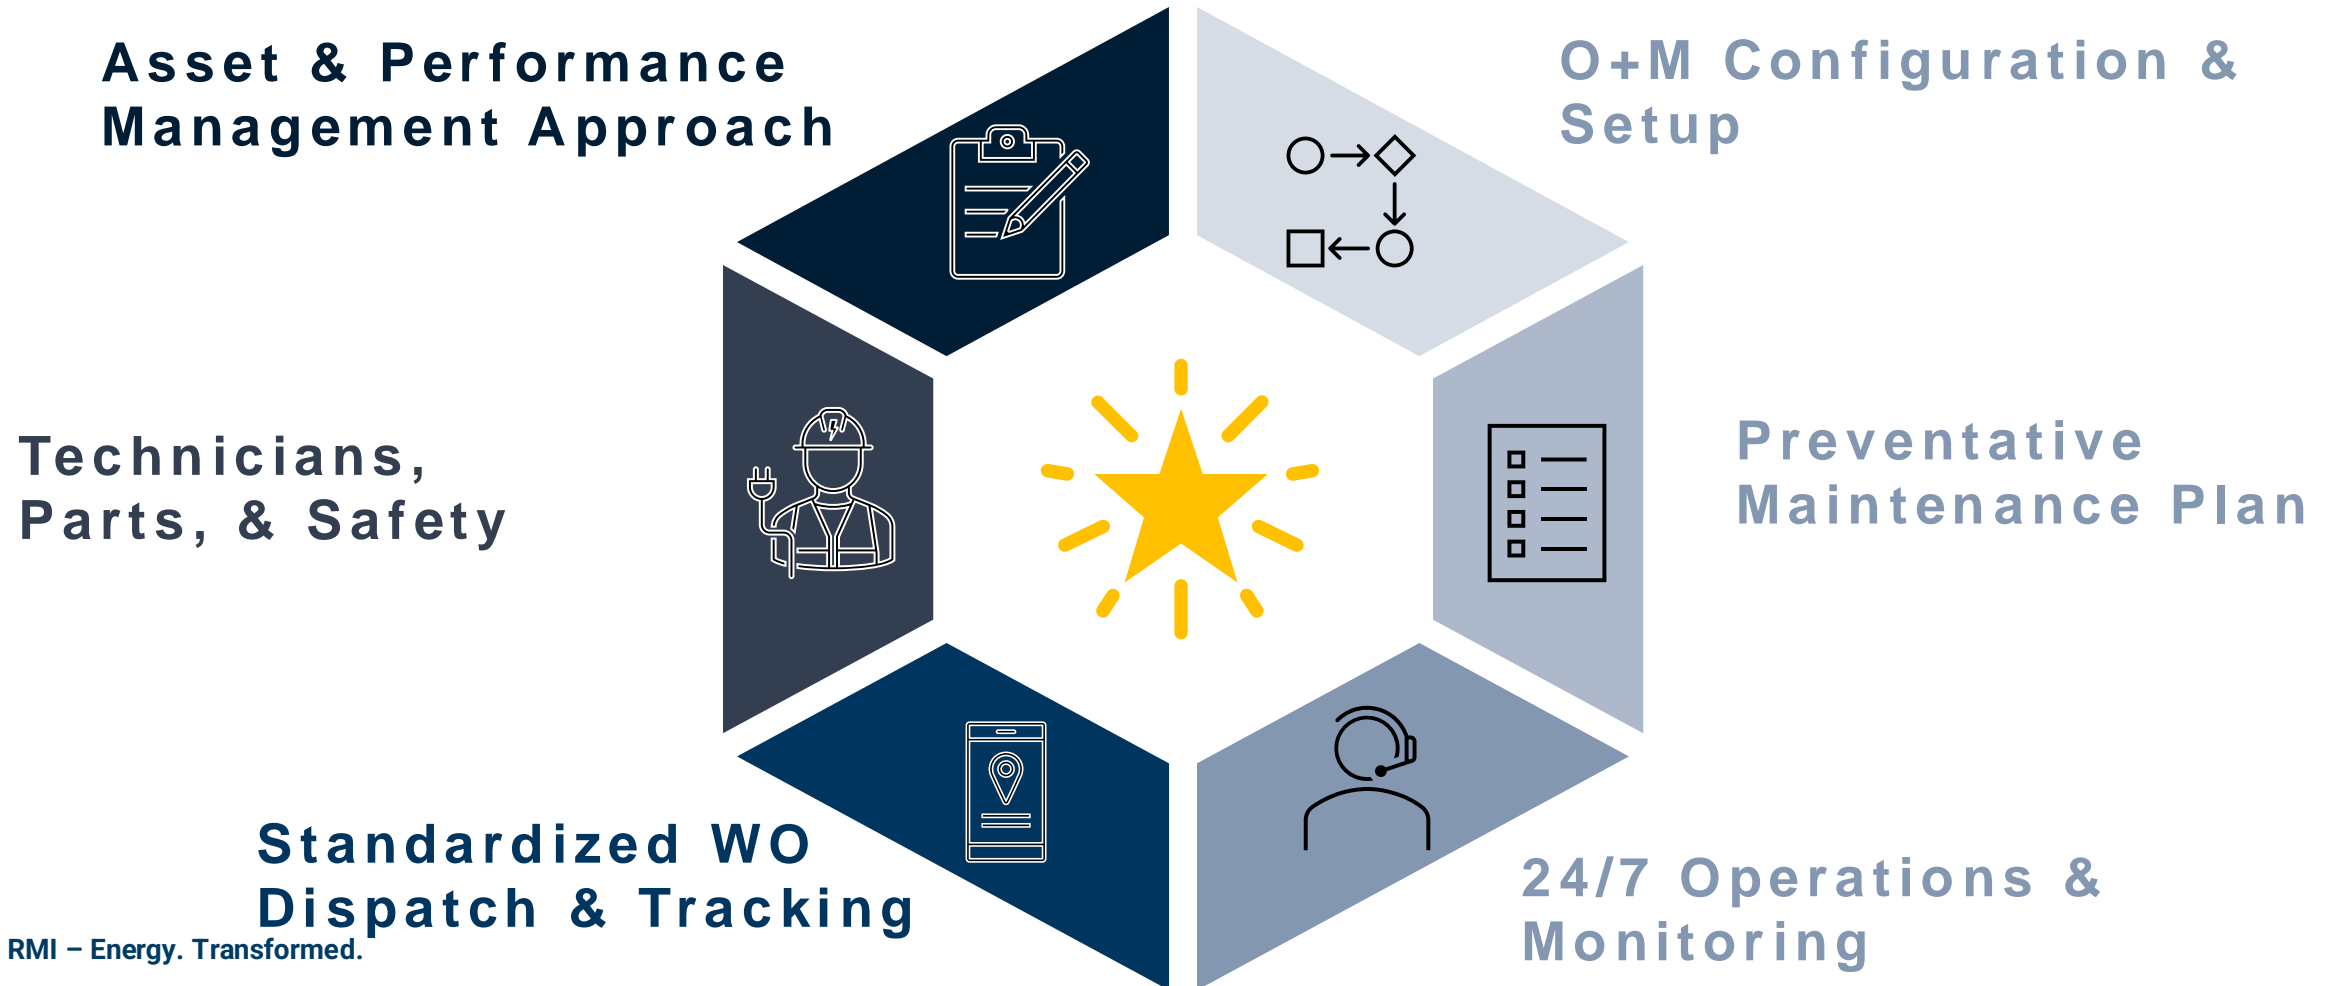 Asset & Performance
Management Approach
O+M Configuration &
Setup
Technicians,
Parts, & Safety
Preventative
Maintenance Plan
Standardized WO
Dispatch & Tracking
24/7 Operations &
Monitoring
RMI – Energy. Transformed.